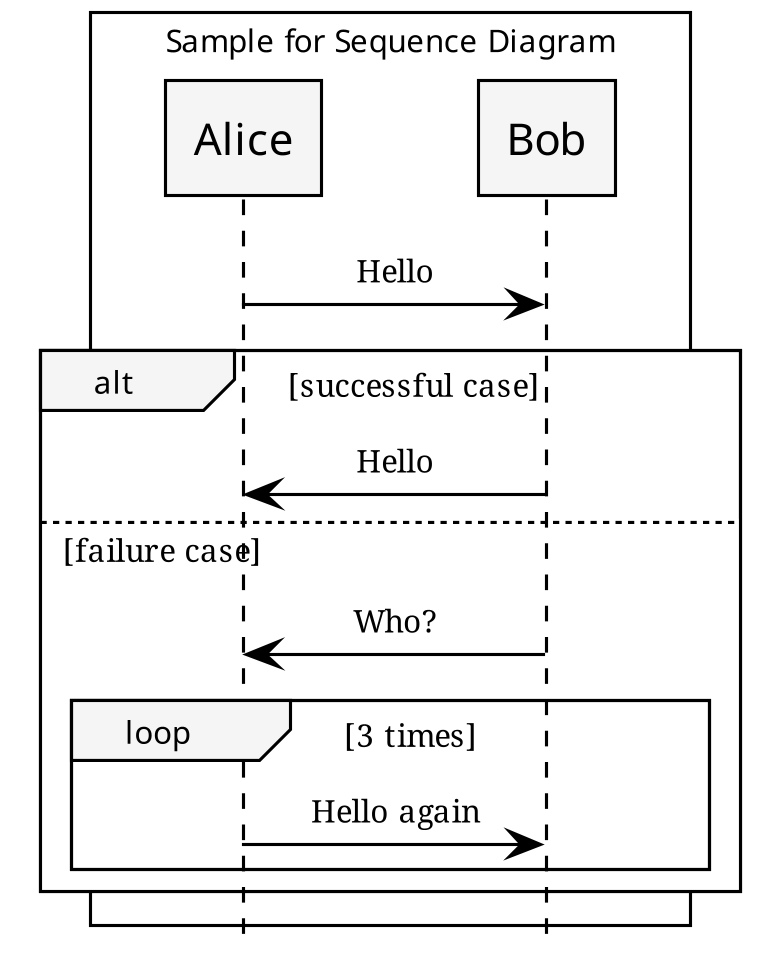 Sample for Sequence Diagram
Alice
Bob
Hello
alt
[successful case]
Hello
[failure case]
Who?
loop
[3 times]
Hello again